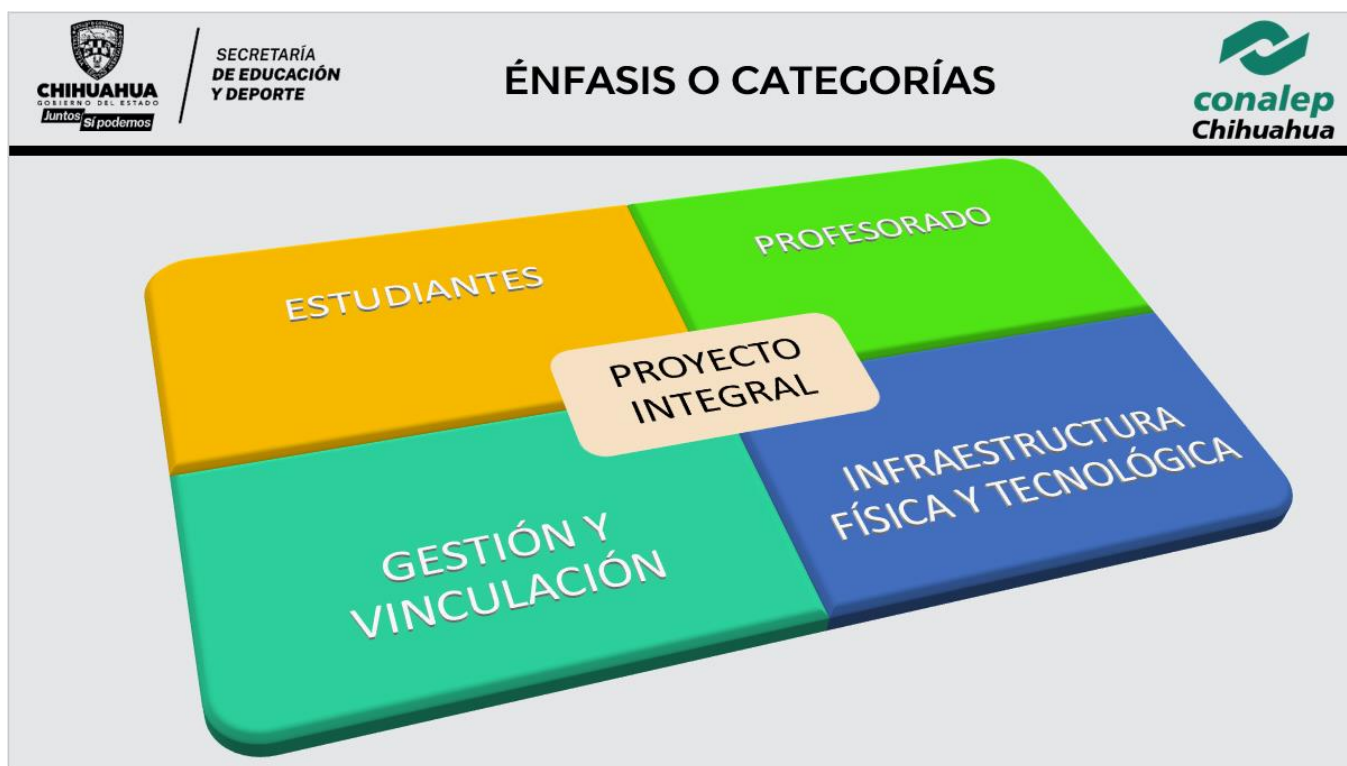 CHIHUAHUA
GOBIERNO DEL ESTADO
Juntos
Sí podemos
SECRETARÍA
DE EDUCACIÓN
Y DEPORTE
ÉNFASIS O CATEGORÍAS
conalep
Chihuahua
ESTUDIANTES
PROFESORADO
PROYECTO
INTEGRAL
GESTIÓN Y
VINCULACIÓN
INFRAESTRUCTURA
FÍSICA Y TECNOLÓGICA